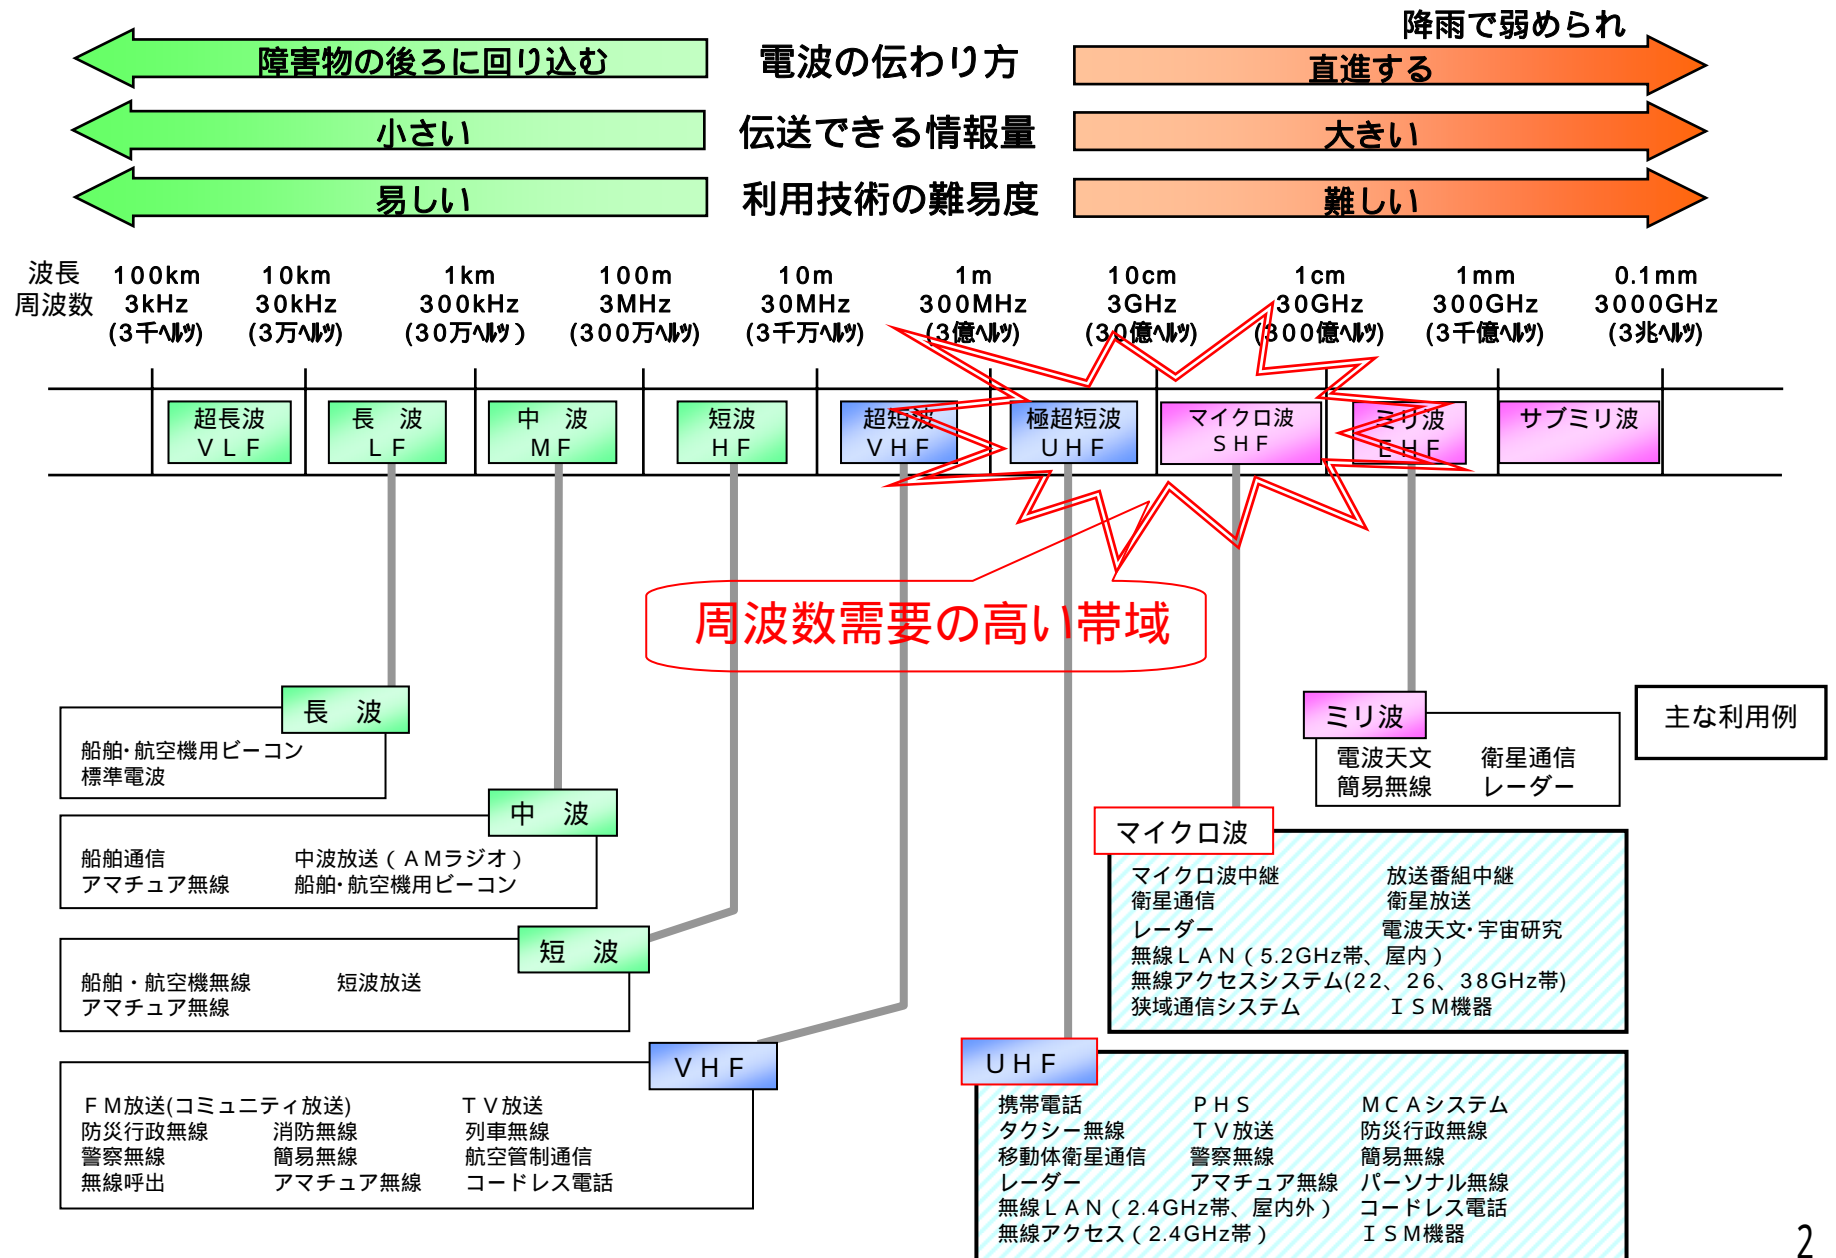 降雨で弱められ
障害物の後ろに回り込む 電波の伝わり方 直進する
小さい 伝送できる情報量 大きい
易しい 利用技術の難易度 難しい
波長 100km 10km 1km 100m 10m 1m 10cm 1cm 1mm 0.1mm
周波数 3kHz 30kHz 300kHz 3MHz 30MHz 300MHz 3GHz 30GHz 300GHz 3000GHz
(3千ヘルツ) (3万ヘルツ) (30万ヘルツ) (300万ヘルツ) (3千万ヘルツ) (3億ヘルツ) (30億ヘルツ) (300億ヘルツ) (3千億ヘルツ) (3兆ヘルツ)
超長波 長 波 中 波 短波 超短波 極超短波 マイクロ波 ミリ波 サブミリ波
VLF LF MF HF VHF UHF SHF EHF
周波数需要の高い帯域
長 波
船舶・航空機用ビーコン
標準電波
中 波
船舶通信 中波放送(AMラジオ)
アマチュア無線 船舶・航空機用ビーコン
短 波
船舶・航空機無線 短波放送
アマチュア無線
VHF
FM放送(コミュニティ放送) TV放送
防災行政無線 消防無線 列車無線
警察無線 簡易無線 航空管制通信
無線呼出 アマチュア無線 コードレス電話
ミリ波
電波天文 衛星通信
簡易無線 レーダー
主な利用例
マイクロ波
マイクロ波中継 放送番組中継
衛星通信 衛星放送
レーダー 電波天文・宇宙研究
無線LAN(5.2GHz帯、屋内)
無線アクセスシステム(22、26、38GHz帯)
狭域通信システム ISM機器
UHF
携帯電話 PHS MCAシステム
タクシー無線 TV放送 防災行政無線
移動体衛星通信 警察無線 簡易無線
レーダー アマチュア無線 パーソナル無線
無線LAN(2.4GHz帯、屋内外) コードレス電話
無線アクセス(2.4GHz帯) ISM機器
2